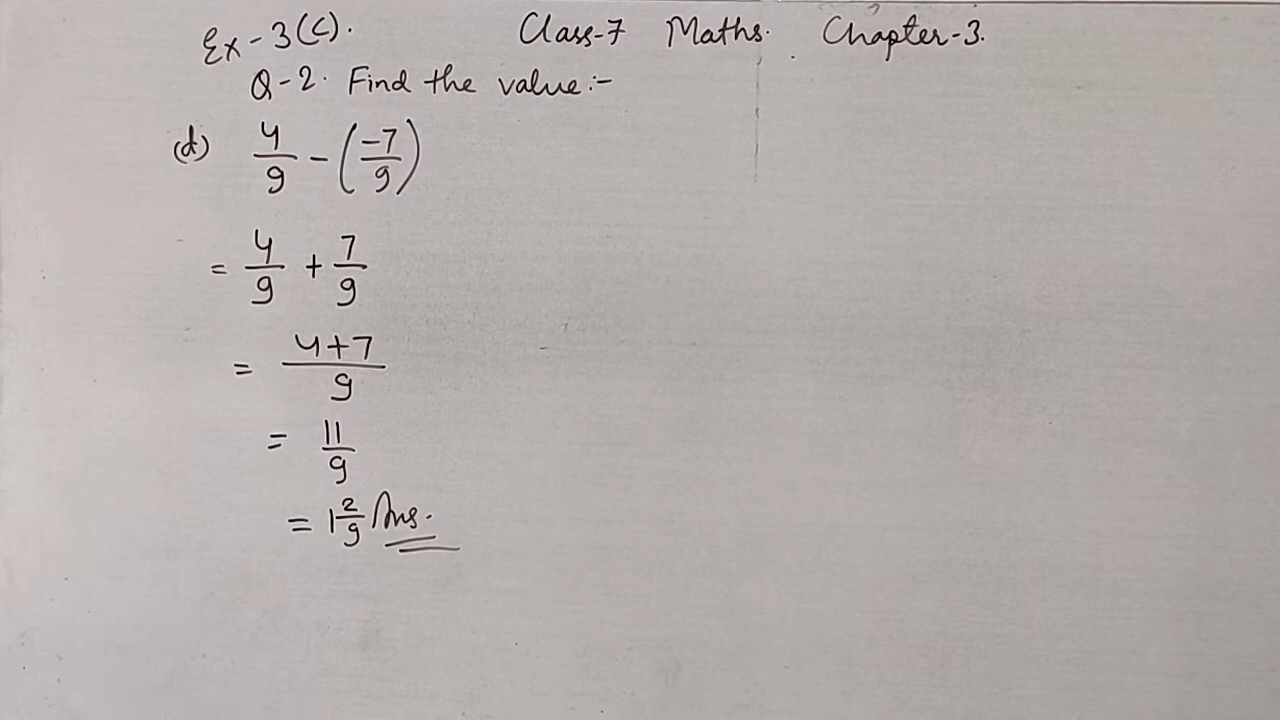 Ex-3(c). Class-7 Maths. Chapter-3.
Q-2. Find the value:-
(d) 4/9 - (-7/9)
= 4/9 + 7/9
= 4+7/9
= 11/9
= 1 2/9 Ans.